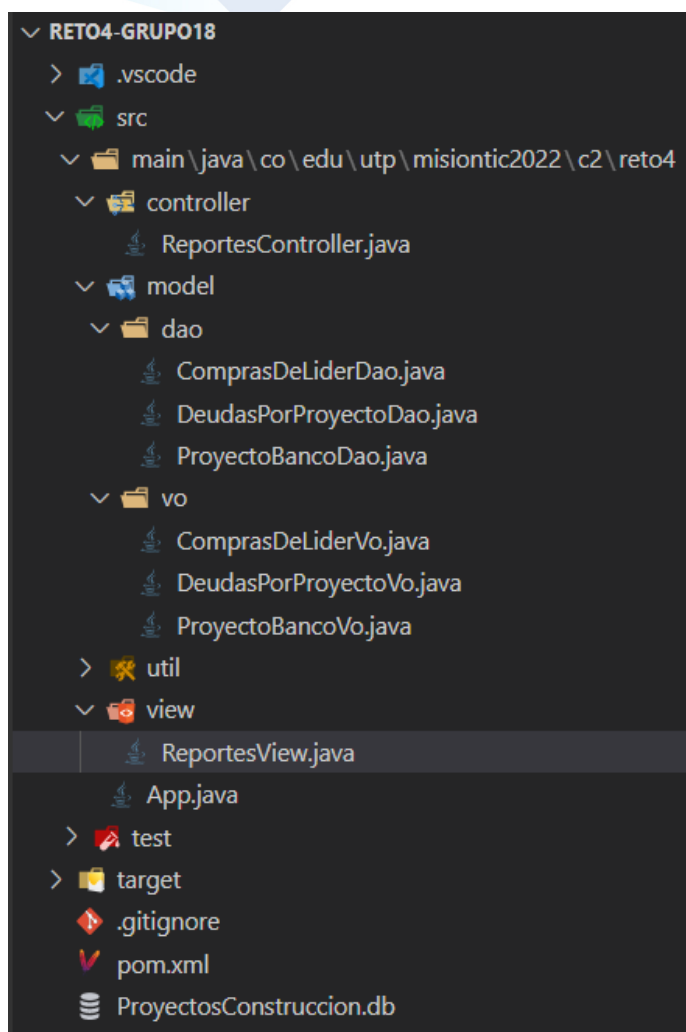 RETO4-GRUPO18
.vscode
src
main\java\co\edu\utp\misiontic2022\c2\reto4
controller
ReportesController.java
model
dao
ComprasDeLiderDao.java
DeudasPorProyectoDao.java
ProyectoBancoDao.java
vo
ComprasDeLiderVo.java
DeudasPorProyectoVo.java
ProyectoBancoVo.java
util
view
ReportesView.java
App.java
test
target
.gitignore
pom.xml
ProyectosConstruccion.db